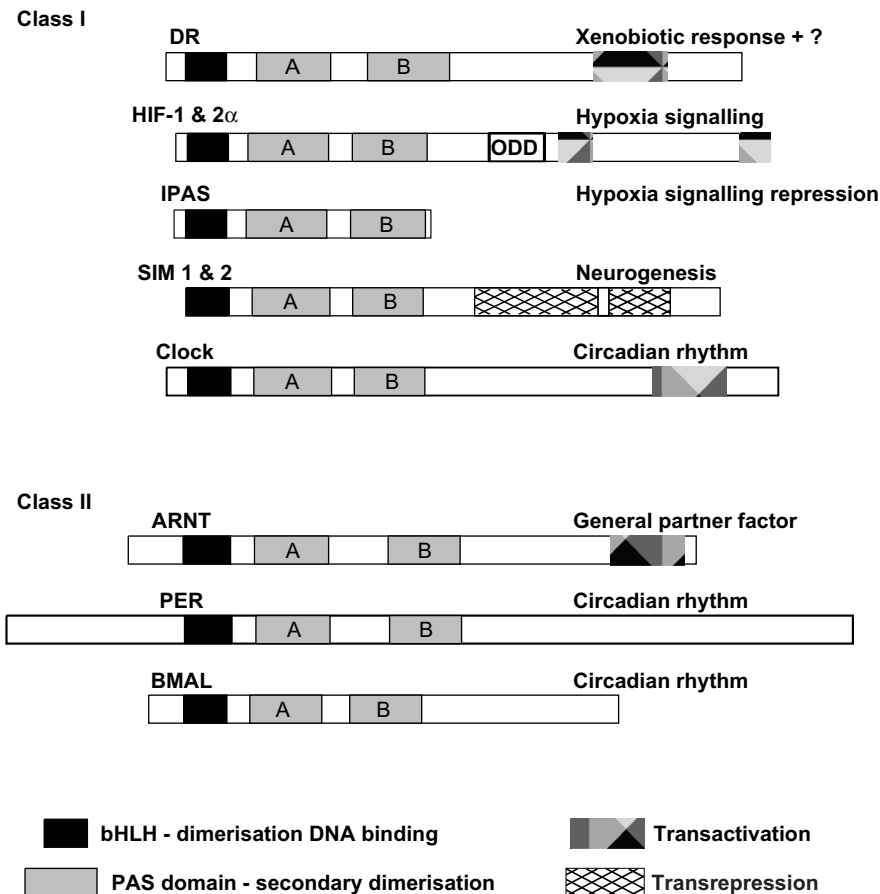 Class I
DR Xenobiotic response + ?
A B
HIF-1 & 2α Hypoxia signalling
A B ODD
IPAS Hypoxia signalling repression
A B
SIM 1 & 2 Neurogenesis
A B
Clock Circadian rhythm
A B
Class II
ARNT General partner factor
A B
PER Circadian rhythm
A B
BMAL Circadian rhythm
A B
bHLH - dimerisation DNA binding Transactivation
PAS domain - secondary dimerisation Transrepression